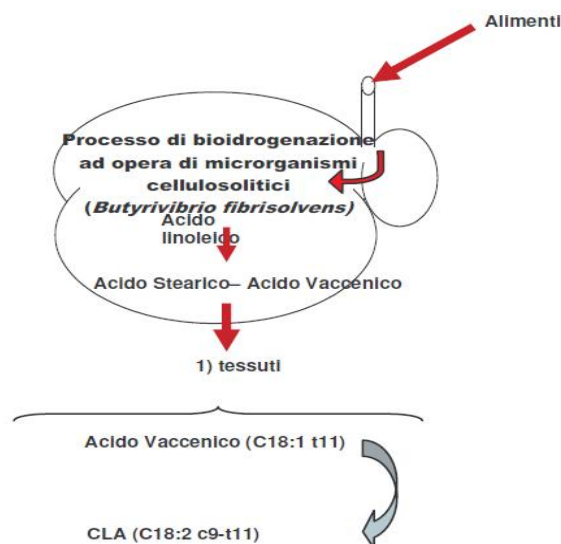 Alimenti
Processo di bioidrogenazione
ad opera di microrganismi
cellulosolitici
(Butyrivibrio fibrisolvens)
Acido
linoleico
Acido Stearico– Acido Vaccenico
1) tessuti
Acido Vaccenico (C18:1 t11)
CLA (C18:2 c9-t11)